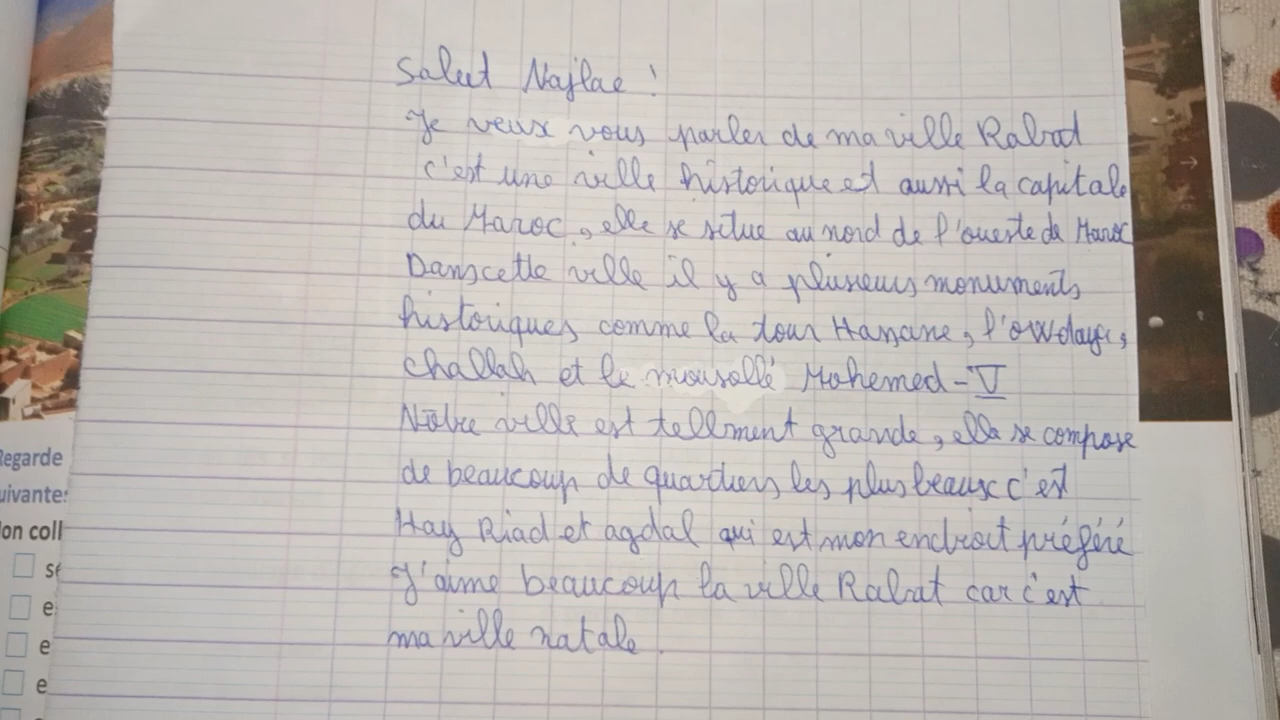 Salut Najlae !
Je veux vous parler de ma ville Rabat
c'est une ville historique et aussi la capitale
du Maroc, elle se situe au nord de l'oueste de Maroc
Dans cette ville il y a plusieurs monuments
historiques comme la tour Hassane, l'owdaya,
challah et le mousollé Mohemed-V
Notre ville est tellment grande, elle se compose
de beaucoup de quartiers les plus beaux c'est
Hay Riad et agdal qui est mon endroit préféré
J'aime beaucoup la ville Rabat car c'est
ma ville natale.
Regarde
uivante
on coll
s
e
e
e